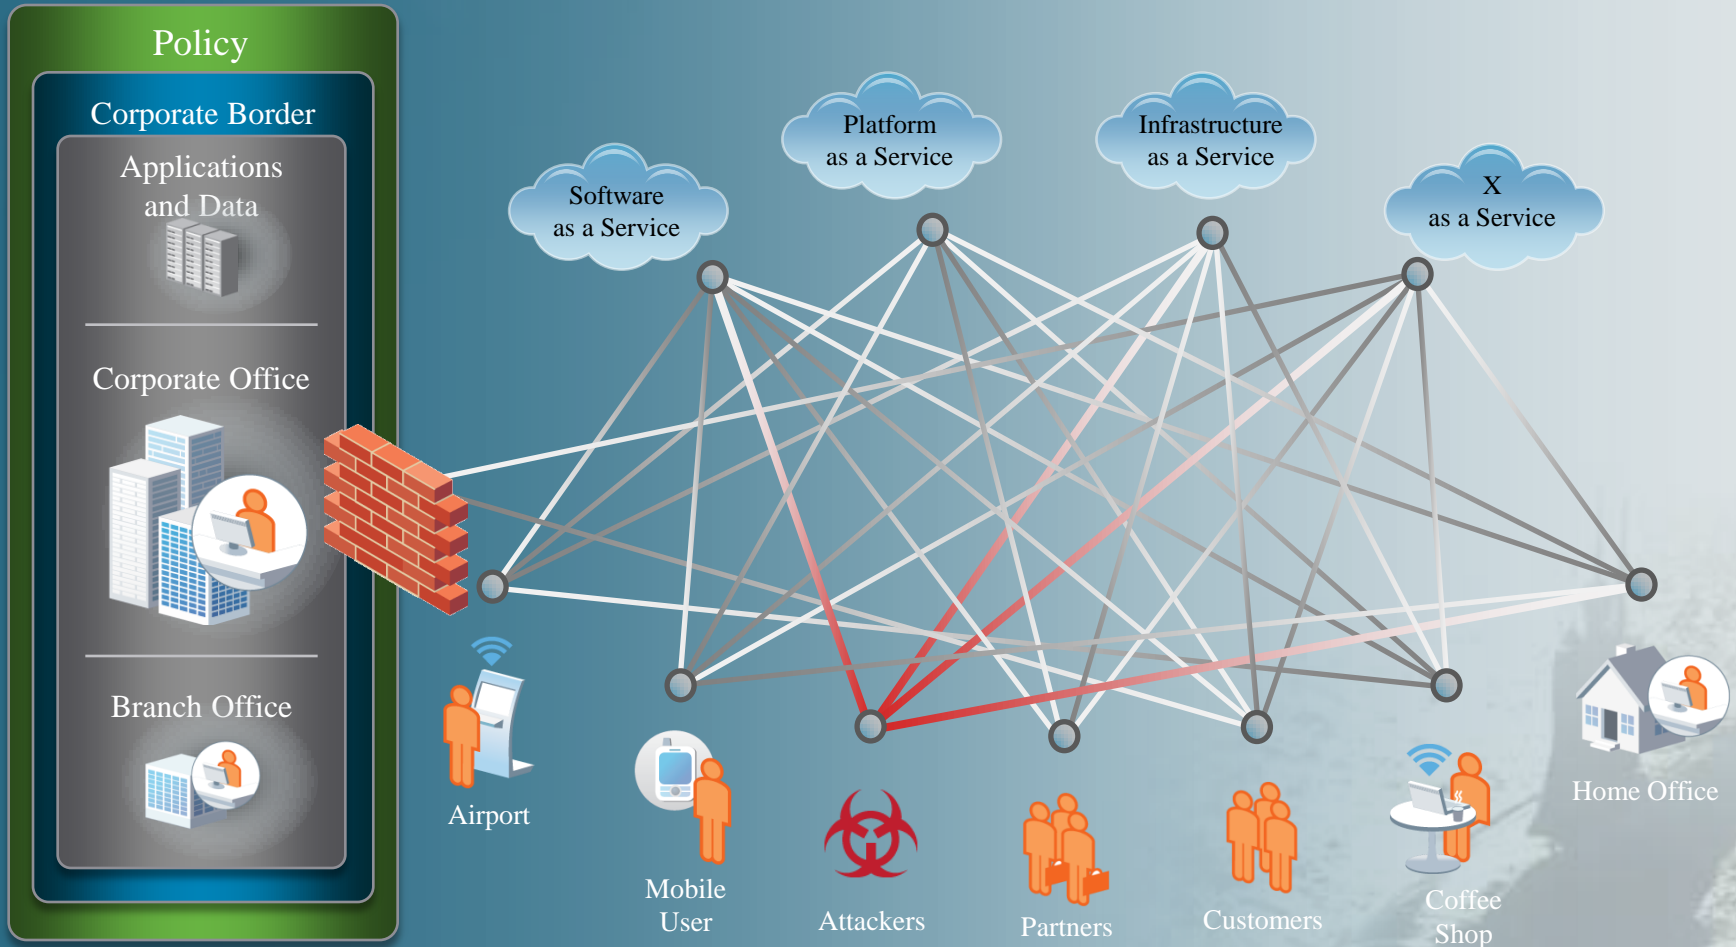 Policy
Corporate Border
Applications
and Data
Corporate Office
Branch Office
Software
as a Service
Platform
as a Service
Infrastructure
as a Service
X
as a Service
Airport
Mobile
User
Attackers
Partners
Customers
Coffee
Shop
Home Office